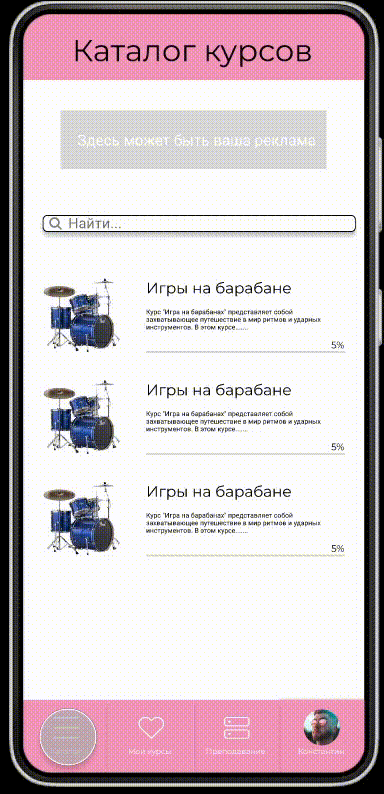 Каталог курсов
Здесь может быть ваша реклама
Найти...
Игры на барабане
Курс "Игра на барабанах" представляет собой
захватывающее путешествие в мир ритмов и ударных
инструментов. В этом курсе.......
5%
Игры на барабане
Курс "Игра на барабанах" представляет собой
захватывающее путешествие в мир ритмов и ударных
инструментов. В этом курсе.......
5%
Игры на барабане
Курс "Игра на барабанах" представляет собой
захватывающее путешествие в мир ритмов и ударных
инструментов. В этом курсе.......
5%
Мои курсы
Преподование
Константин